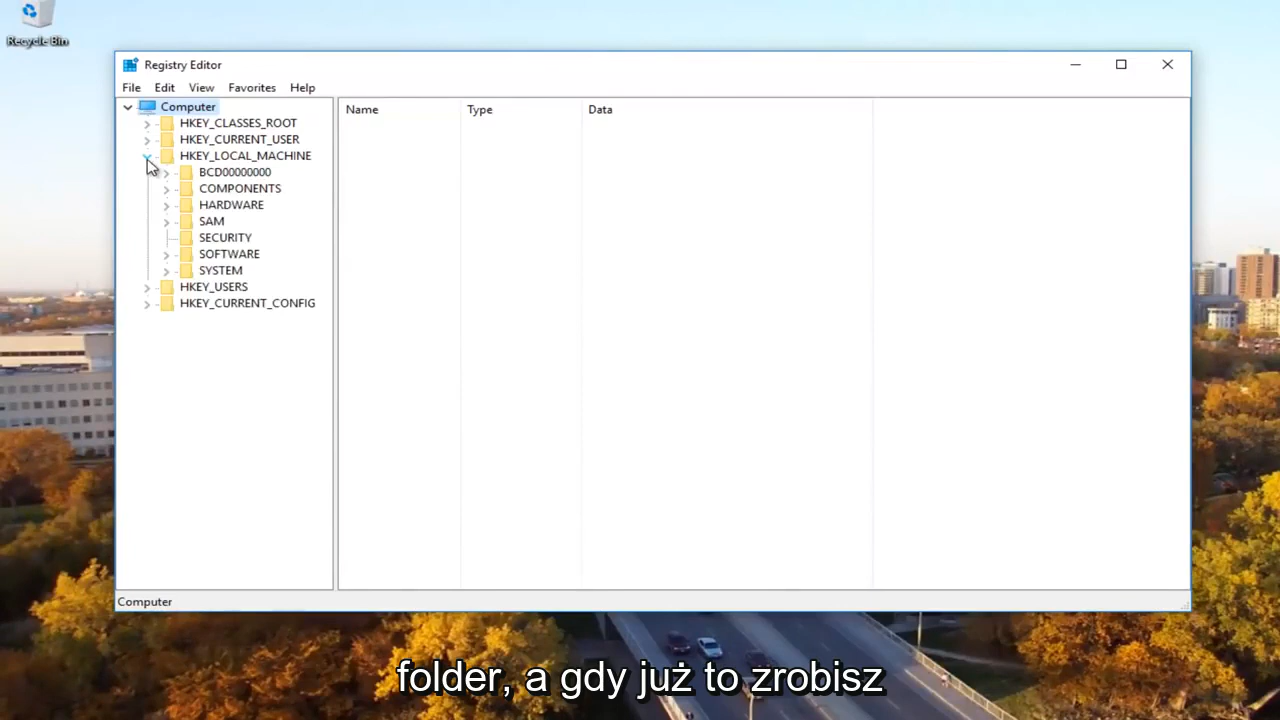 Recycle Bin
Registry Editor
File Edit View Favorites Help
Computer
HKEY_CLASSES_ROOT
HKEY_CURRENT_USER
HKEY_LOCAL_MACHINE
BCD00000000
COMPONENTS
HARDWARE
SAM
SECURITY
SOFTWARE
SYSTEM
HKEY_USERS
HKEY_CURRENT_CONFIG
Name Type Data
Computer
folder, a gdy już to zrobisz